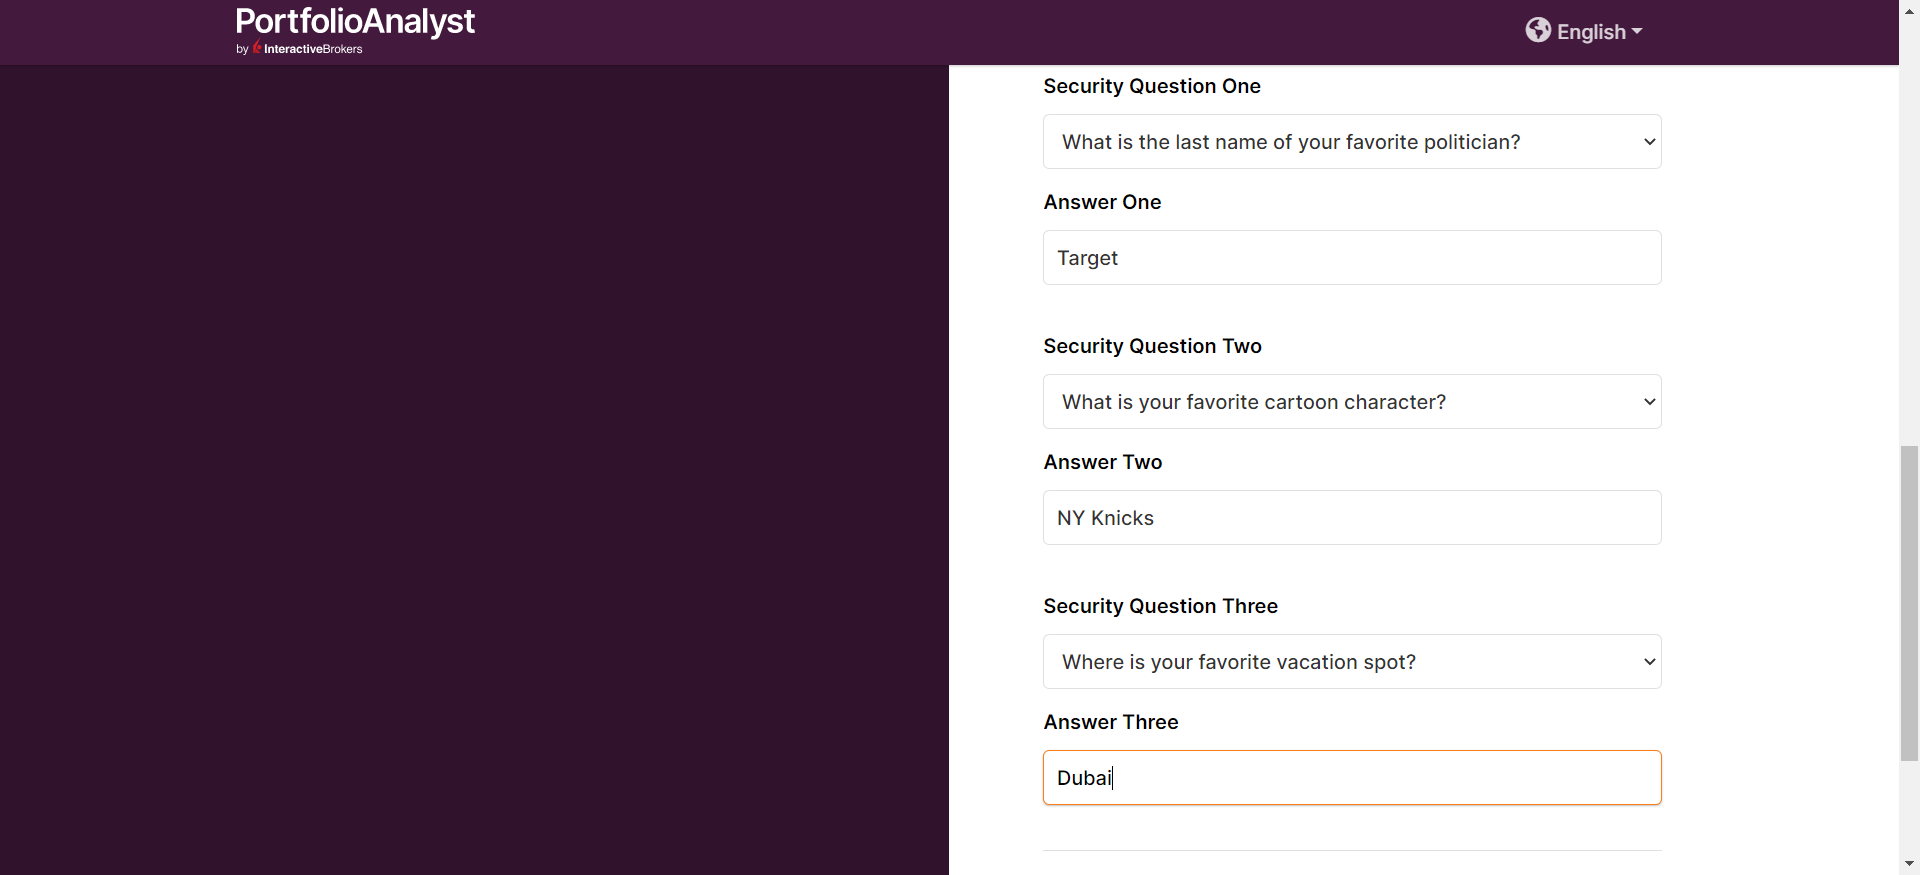 PortfolioAnalyst
by InteractiveBrokers
English
Security Question One
What is the last name of your favorite politician?
Answer One
Target
Security Question Two
What is your favorite cartoon character?
Answer Two
NY Knicks
Security Question Three
Where is your favorite vacation spot?
Answer Three
Dubai